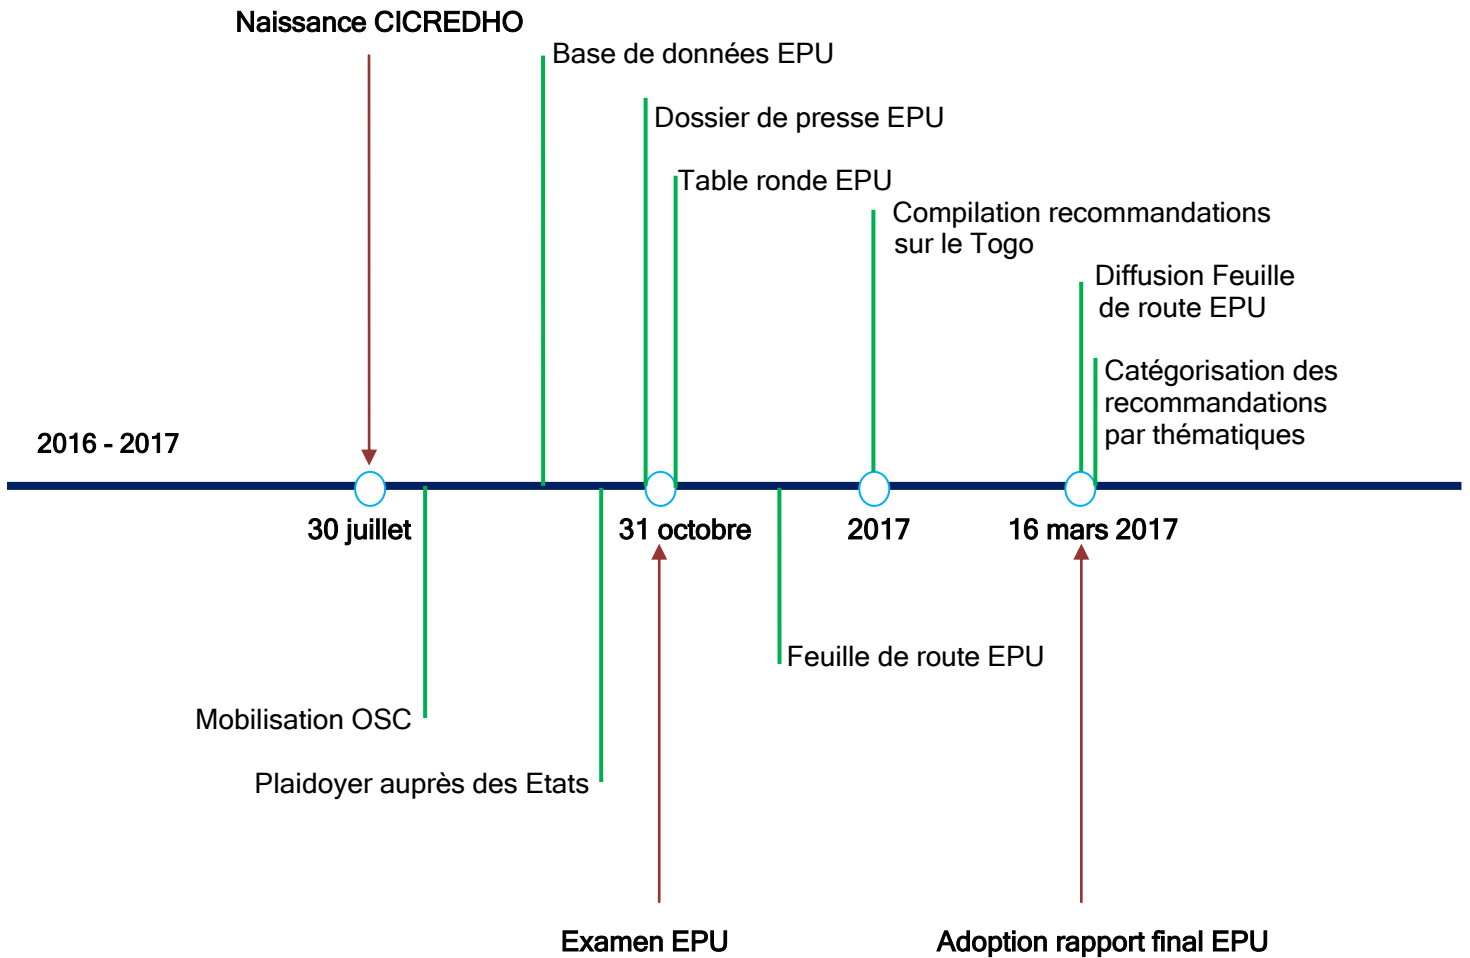 Naissance CICREDHO
Base de données EPU
Dossier de presse EPU
Table ronde EPU
Compilation recommandations
sur le Togo
Diffusion Feuille
de route EPU
Catégorisation des
recommandations
par thématiques
2016 - 2017
30 juillet
31 octobre
2017
16 mars 2017
Feuille de route EPU
Mobilisation OSC
Plaidoyer auprès des Etats
Examen EPU
Adoption rapport final EPU